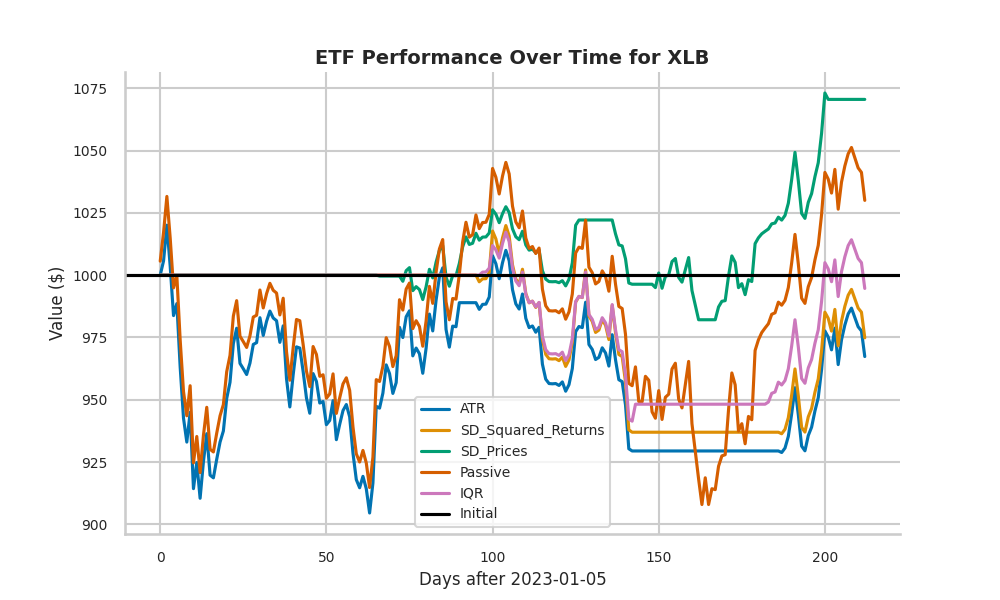 ETF Performance Over Time for XLB
Value ($)
1075
1050
1025
1000
975
950
925
900
ATR
SD_Squared_Returns
SD_Prices
Passive
IQR
Initial
0
50
100
150
200
Days after 2023-01-05